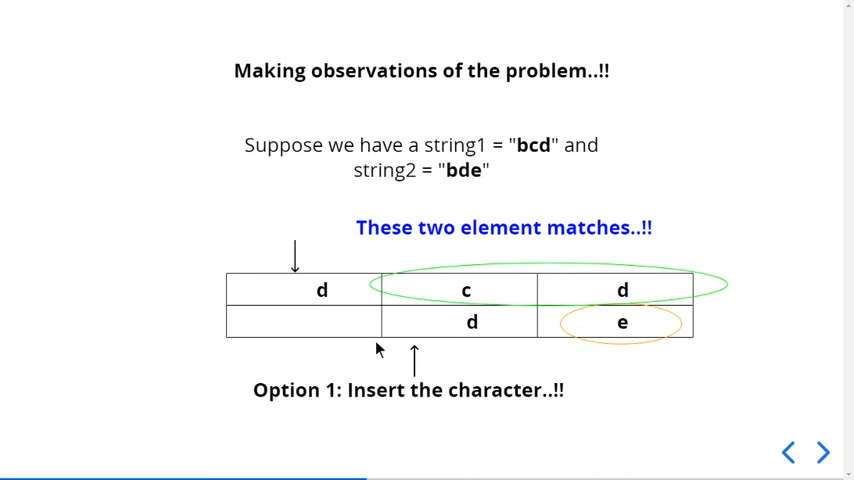 Making observations of the problem..!!
Suppose we have a string1 = "bcd" and
string2 = "bde"
These two element matches..!!
d c d
d e
Option 1: Insert the character..!!